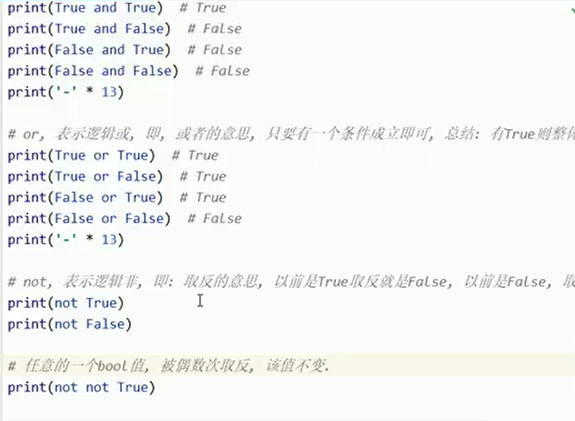 print(True and True)  # True
print(True and False)  # False
print(False and True)  # False
print(False and False)  # False
print('-' * 13)
# or, 表示逻辑或, 即, 或者的意思, 只要有一个条件成立即可, 总结: 有True则整体
print(True or True)  # True
print(True or False)  # True
print(False or True)  # True
print(False or False)  # False
print('-' * 13)
# not, 表示逻辑非, 即: 取反的意思, 以前是True取反就是False, 以前是False, 取
print(not True)
print(not False)
# 任意的一个bool值, 被偶数次取反, 该值不变.
print(not not True)